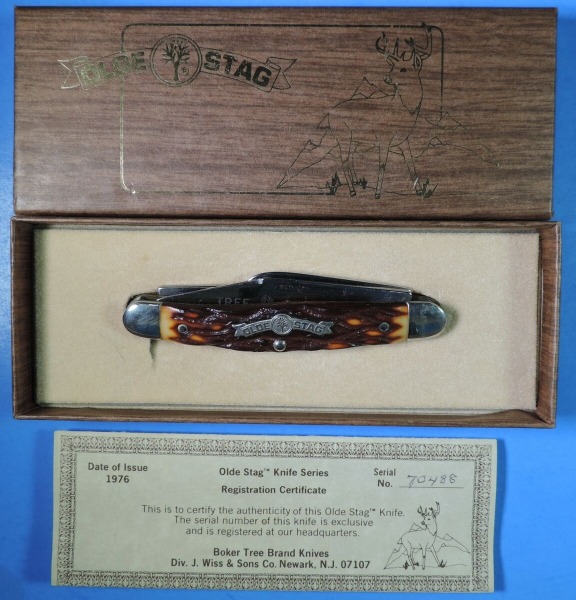 OLDE STAG
TREE
OLDE STAG
Date of Issue
1976
Olde Stag™ Knife Series
Registration Certificate
Serial
No. 70488
This is to certify the authenticity of this Olde Stag™ Knife.
The serial number of this knife is exclusive
and is registered at our headquarters.
Boker Tree Brand Knives
Div. J. Wiss & Sons Co. Newark, N.J. 07107